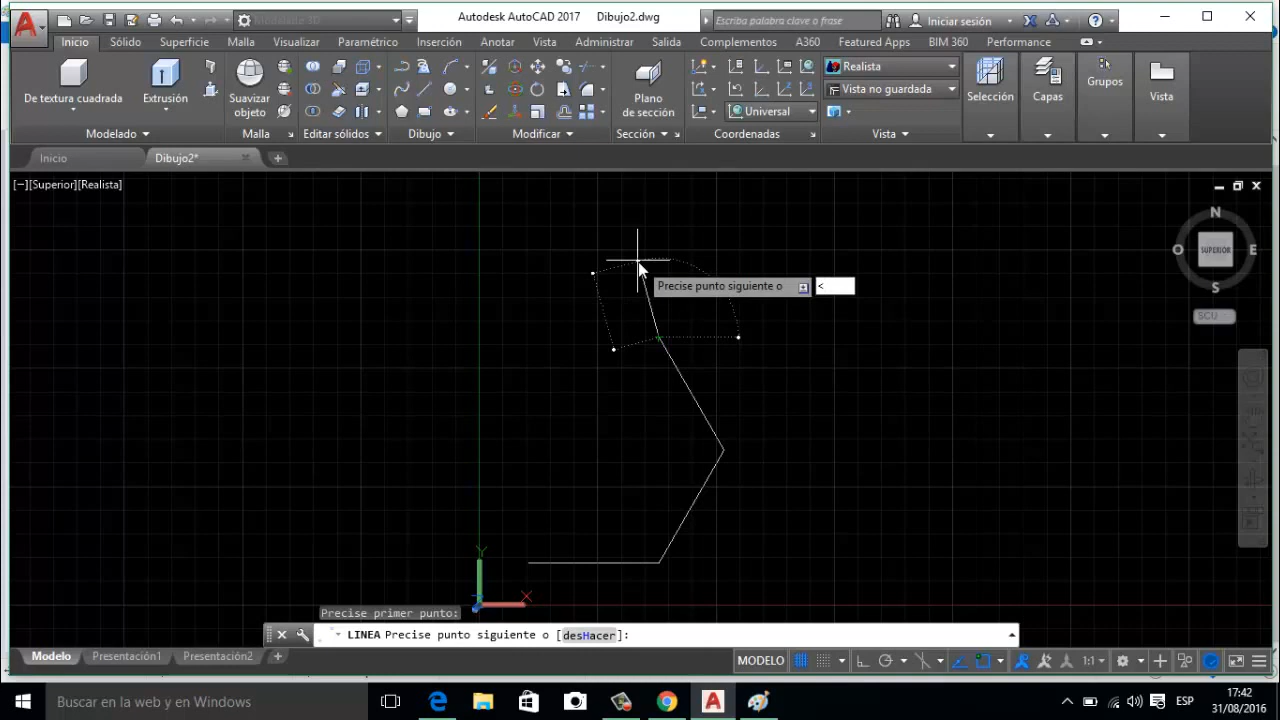 Modelado 3D
Autodesk AutoCAD 2017 Dibujo2.dwg
Escriba palabra clave o frase
Iniciar sesión
Inicio Sólido Superficie Malla Visualizar Paramétrico Inserción Anotar Vista Administrar Salida Complementos A360 Featured Apps BIM 360 Performance
De textura cuadrada
Extrusión
Suavizar
objeto
Plano
de sección
Realista
Vista no guardada
Universal
Selección
Capas
Grupos
Vista
Modelado Malla Editar sólidos Dibujo Modificar Sección Coordenadas Vista
Inicio Dibujo2*
[−][Superior][Realista]
N
O SUPERIOR E
S
SCU
Precise punto siguiente o <
Y
X
Precise primer punto:
LINEA Precise punto siguiente o [desHacer]:
Modelo Presentación1 Presentación2
MODELO 1:1
Buscar en la web y en Windows
ESP
17:42
31/08/2016